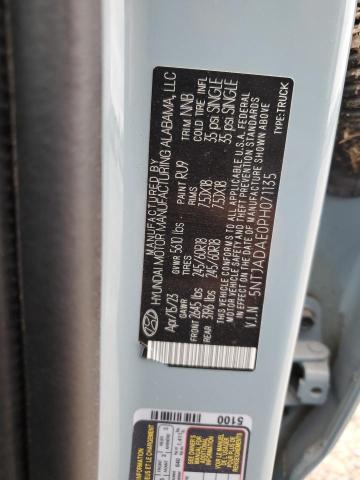 MANUFACTURED BY
HYUNDAI MOTOR MANUFACTURING ALABAMA, LLC
Apr/15/23 GVWR 5610 lbs PAINT RU9 TRIM NNB
TIRES RIMS COLD TIRE INFL
FRONT 2645 lbs 245/60R18 7.5JX18 35 psi SINGLE
REAR 3196 lbs 245/60R18 7.5JX18 35 psi SINGLE
THIS VEHICLE CONFORMS TO ALL APPLICABLE U.S.A. FEDERAL
MOTOR VEHICLE SAFETY BUMPER AND THEFT PREVENTION STANDARDS
IN EFFECT ON THE DATE OF MANUFACTURE SHOWN ABOVE
V.I.N 5NTJADAE0PH071135 TYPE:TRUCK
5100